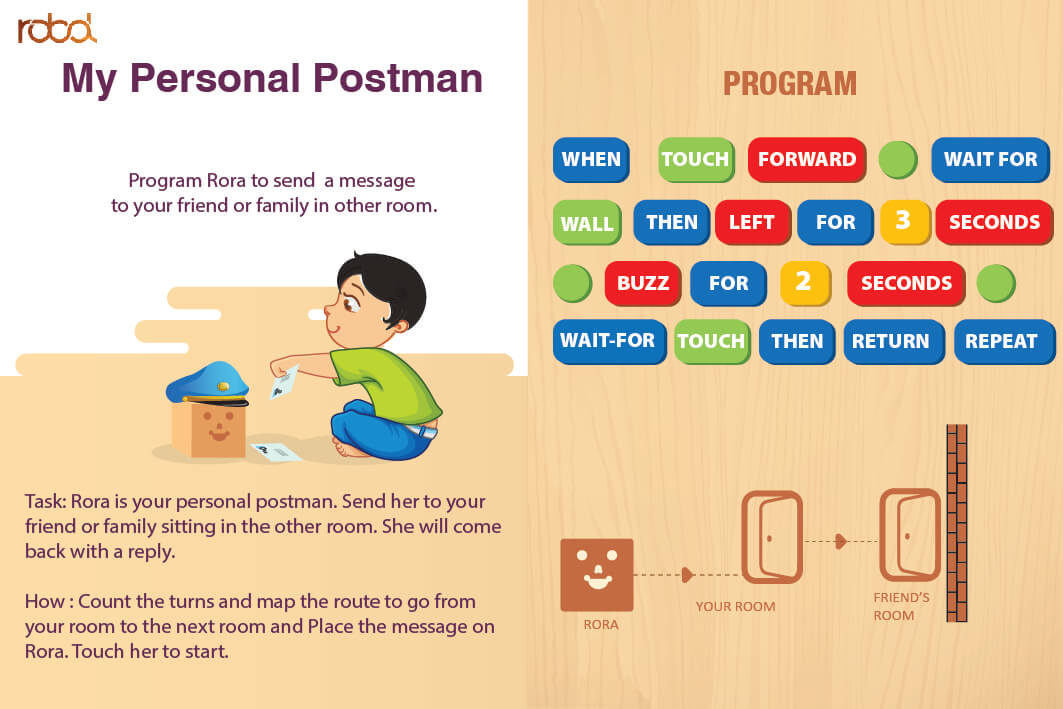 robd
My Personal Postman
Program Rora to send a message
to your friend or family in other room.
Task: Rora is your personal postman. Send her to your
friend or family sitting in the other room. She will come
back with a reply.
How : Count the turns and map the route to go from
your room to the next room and Place the message on
Rora. Touch her to start.
PROGRAM
WHEN TOUCH FORWARD WAIT FOR
WALL THEN LEFT FOR 3 SECONDS
BUZZ FOR 2 SECONDS
WAIT-FOR TOUCH THEN RETURN REPEAT
RORA
YOUR ROOM
FRIEND'S
ROOM